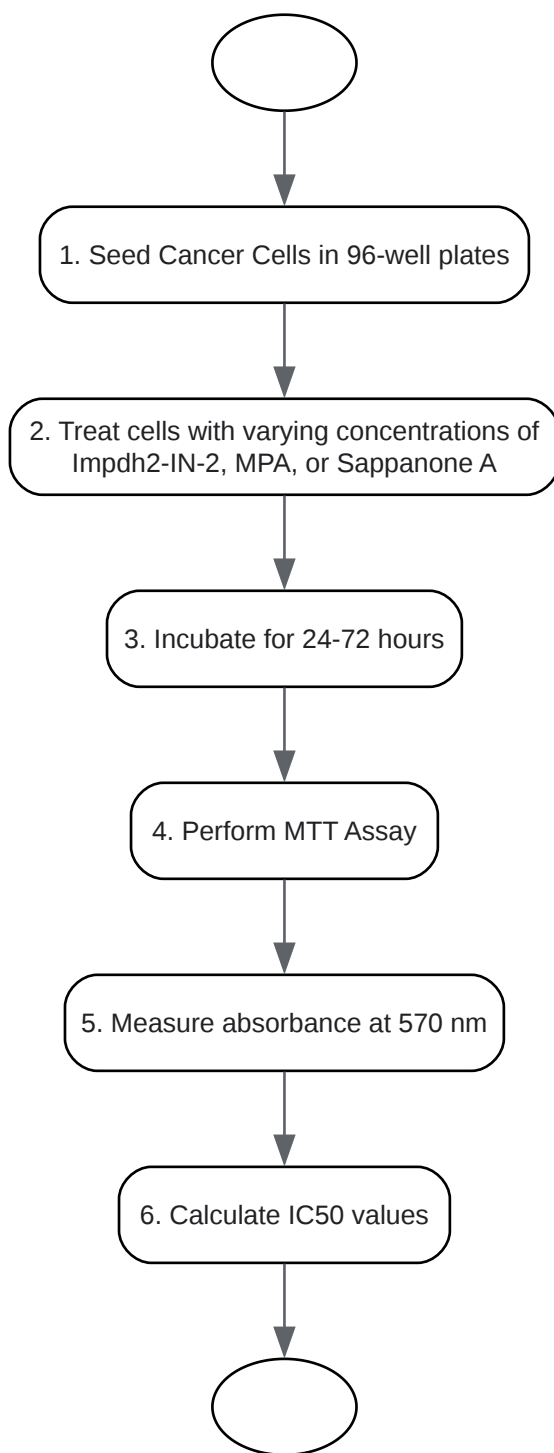 1. Seed Cancer Cells in 96-well plates
2. Treat cells with varying concentrations of
Impdh2-IN-2, MPA, or Sappanone A
3. Incubate for 24-72 hours
4. Perform MTT Assay
5. Measure absorbance at 570 nm
6. Calculate IC50 values